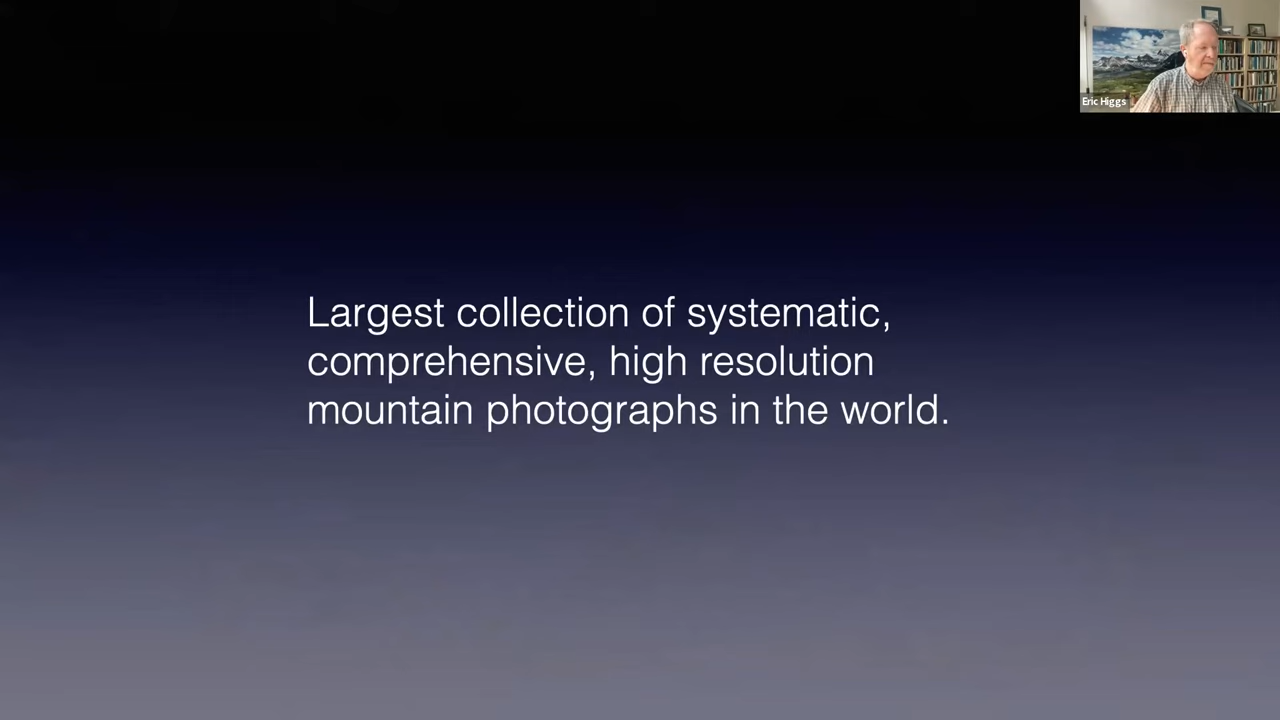 Eric Higgs
Largest collection of systematic,
comprehensive, high resolution
mountain photographs in the world.